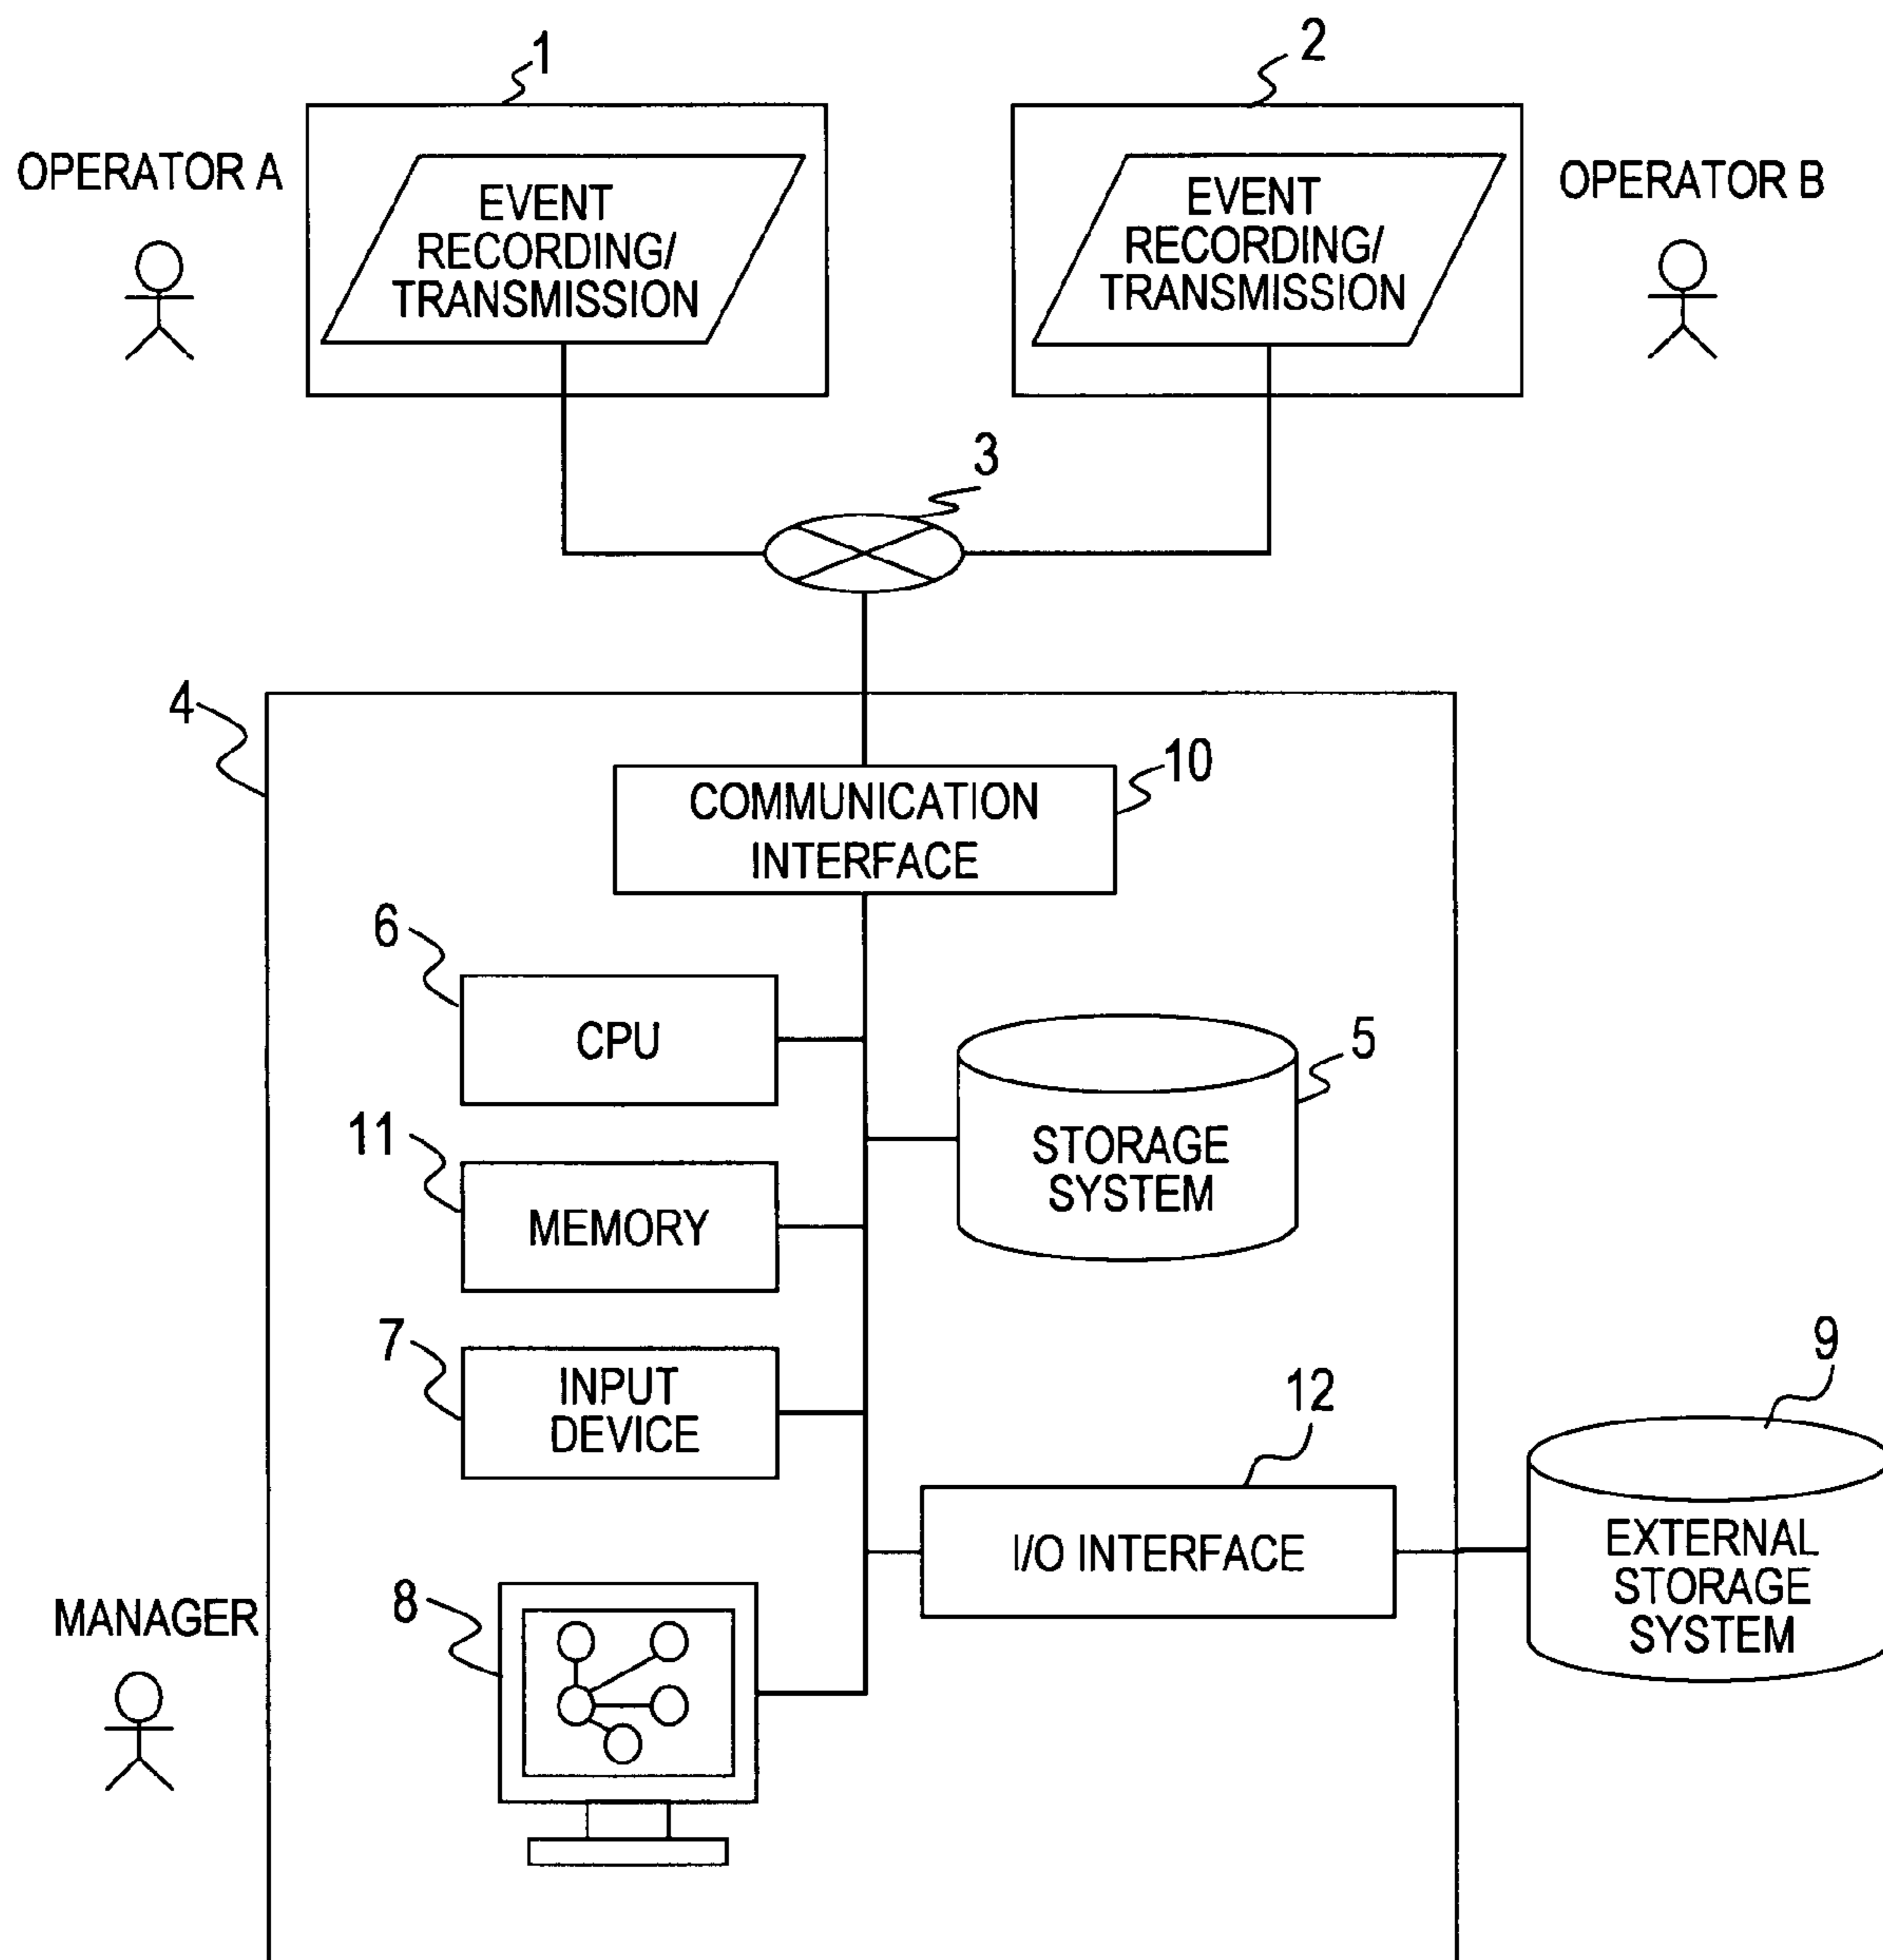 1
2
OPERATOR A
EVENT
RECORDING/
TRANSMISSION
EVENT
RECORDING/
TRANSMISSION
OPERATOR B
3
4
10
COMMUNICATION
INTERFACE
6
CPU
5
STORAGE
SYSTEM
11
MEMORY
7
INPUT
DEVICE
12
I/O INTERFACE
9
EXTERNAL
STORAGE
SYSTEM
MANAGER
8